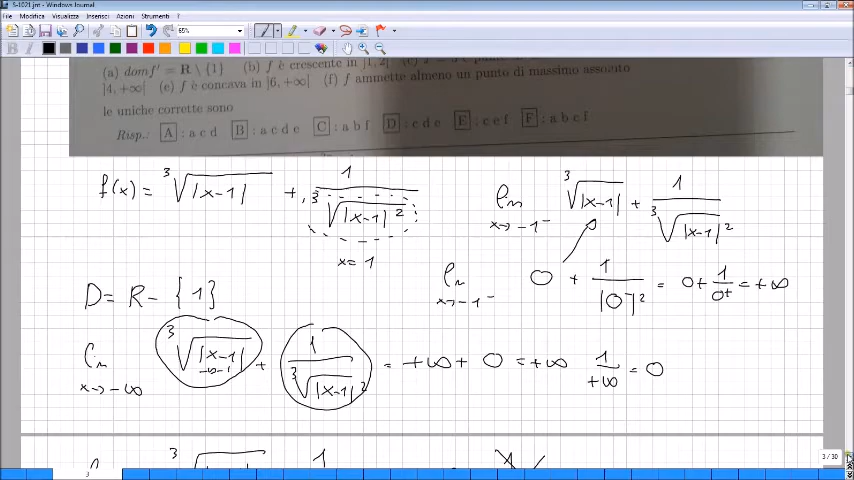 S-1021.jnt - Windows Journal
File Modifica Visualizza Inserisci Azioni Strumenti ?
65%
(a) dom f' = R \ {1} (b) f è crescente in ]1, 2[
]4, +∞[ (e) f è concava in ]6, +∞[ (f) f ammette almeno un punto di massimo assoluto
le uniche corrette sono
Risp.: A : a c d B : a c d e C : a b f D : c d e E : c e f F : a b c f
f(x) = ∛|x-1| + 1/∛|x-1|²
x = 1
lim x→-1⁻ ∛|x-1| + 1/∛|x-1|²
D = R - {1}
lim x→-1⁻ 0 + 1/|0⁻|² = 0 + 1/0⁺ = +∞
lim x→-∞ ∛|x-1| + 1/∛|x-1|² = +∞ + 0 = +∞ 1/+∞ = 0
-∞-1
3 / 30
3